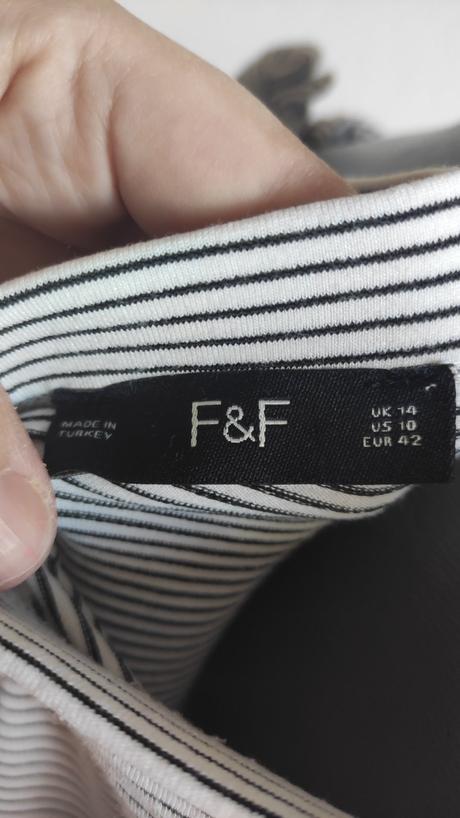 MADE IN
TURKEY
F&F
UK 14
US 10
EUR 42